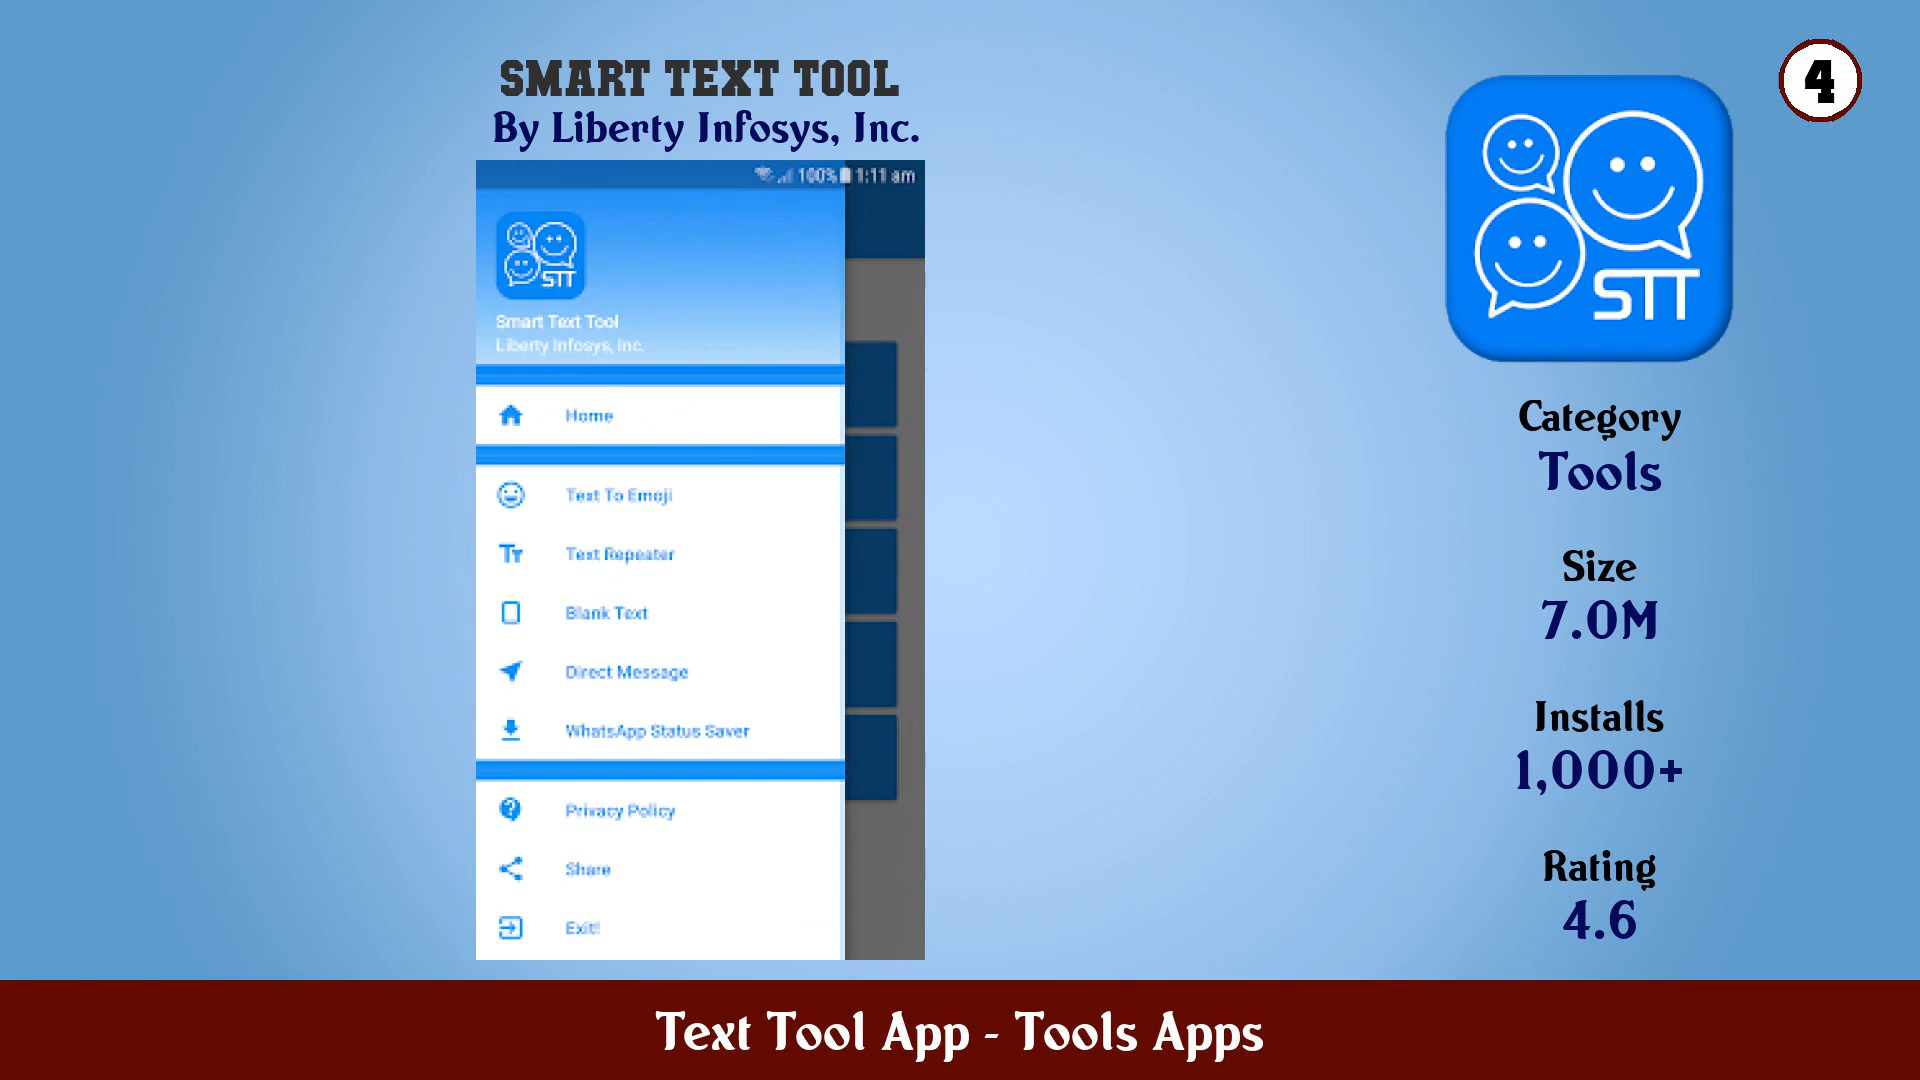 SMART TEXT TOOL
By Liberty Infosys, Inc.
4
100% 1:11 am
STT
Smart Text Tool
Liberty Infosys, Inc.
Home
Text To Emoji
Text Repeater
Blank Text
Direct Message
WhatsApp Status Saver
Privacy Policy
Share
Exit!
STT
Category
Tools
Size
7.0M
Installs
1,000+
Rating
4.6
Text Tool App - Tools Apps